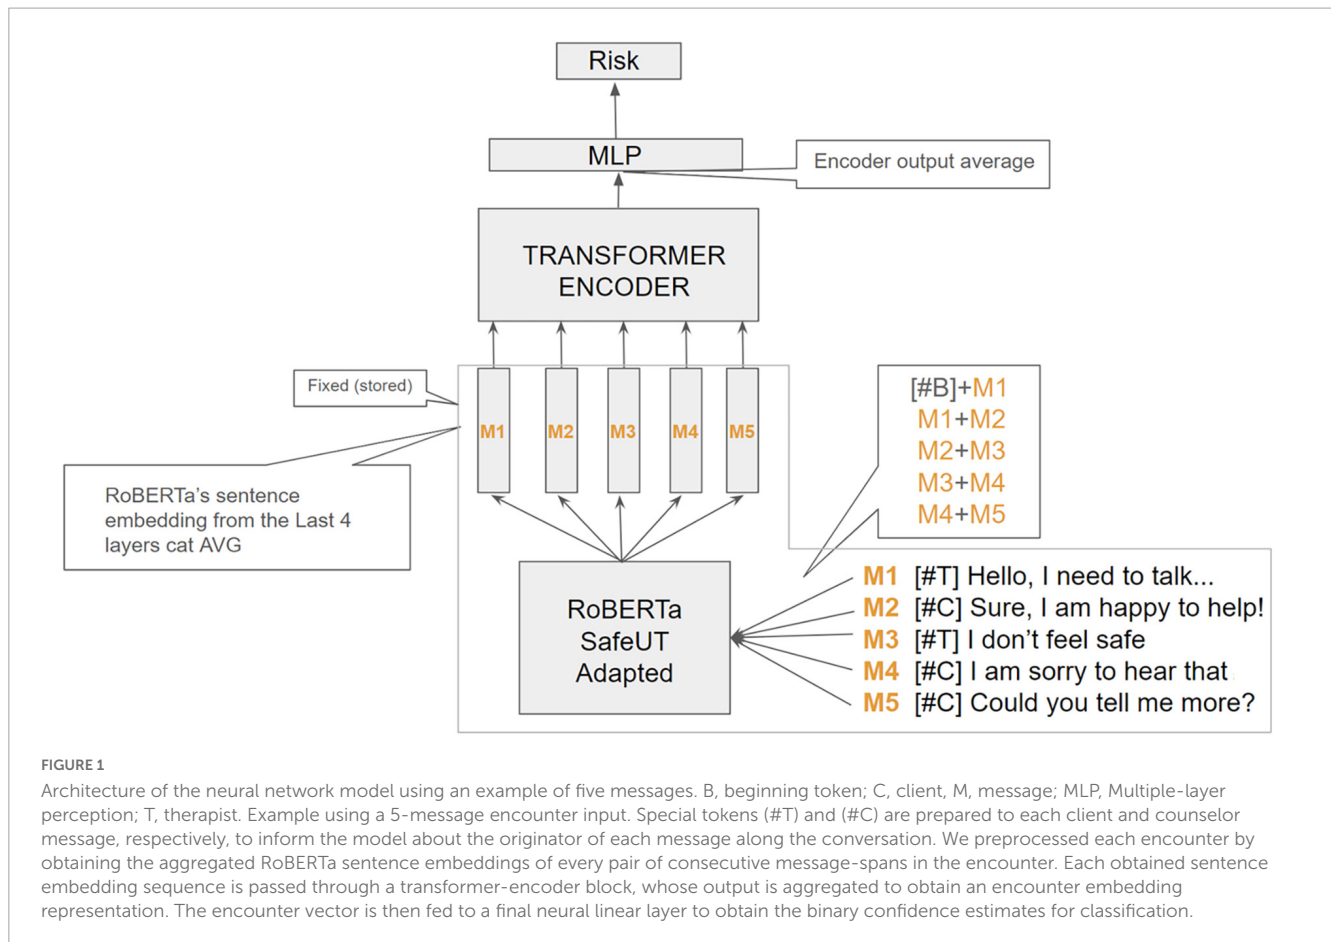 Risk
MLP
Encoder output average
TRANSFORMER
ENCODER
Fixed (stored)
[#B]+M1
M1+M2
M2+M3
M3+M4
M4+M5
M1 M2 M3 M4 M5
RoBERTa's sentence
embedding from the Last 4
layers cat AVG
RoBERTa
SafeUT
Adapted
M1 [#T] Hello, I need to talk...
M2 [#C] Sure, I am happy to help!
M3 [#T] I don't feel safe
M4 [#C] I am sorry to hear that
M5 [#C] Could you tell me more?
FIGURE 1
Architecture of the neural network model using an example of five messages. B, beginning token; C, client, M, message; MLP, Multiple-layer
perception; T, therapist. Example using a 5-message encounter input. Special tokens (#T) and (#C) are prepared to each client and counselor
message, respectively, to inform the model about the originator of each message along the conversation. We preprocessed each encounter by
obtaining the aggregated RoBERTa sentence embeddings of every pair of consecutive message-spans in the encounter. Each obtained sentence
embedding sequence is passed through a transformer-encoder block, whose output is aggregated to obtain an encounter embedding
representation. The encounter vector is then fed to a final neural linear layer to obtain the binary confidence estimates for classification.